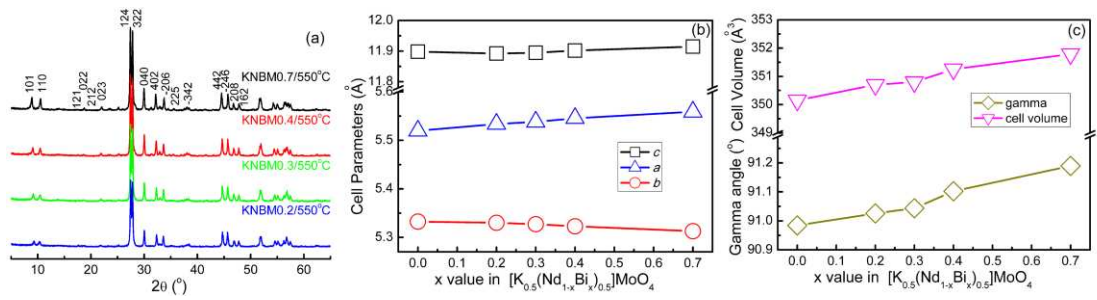 (a)
124
322
101
110
121
022
212
023
040
402
-206
225
-342
442
-246
208
162
KNBM0.7/550°C
KNBM0.4/550°C
KNBM0.3/550°C
KNBM0.2/550°C
10 20 30 40 50 60
2θ (°)
(b)
Cell Parameters (Å)
12.0
11.9
11.8
5.5
5.4
5.3
c
a
b
0.0 0.1 0.2 0.3 0.4 0.5 0.6 0.7
x value in [K0.5(Nd1-xBix)0.5]MoO4
(c)
Cell Volume (Å3)
353
352
351
350
349
gamma
cell volume
Gamma angle (°)
91.2
91.1
91.0
90.9
0.0 0.1 0.2 0.3 0.4 0.5 0.6 0.7
x value in [K0.5(Nd1-xBix)0.5]MoO4